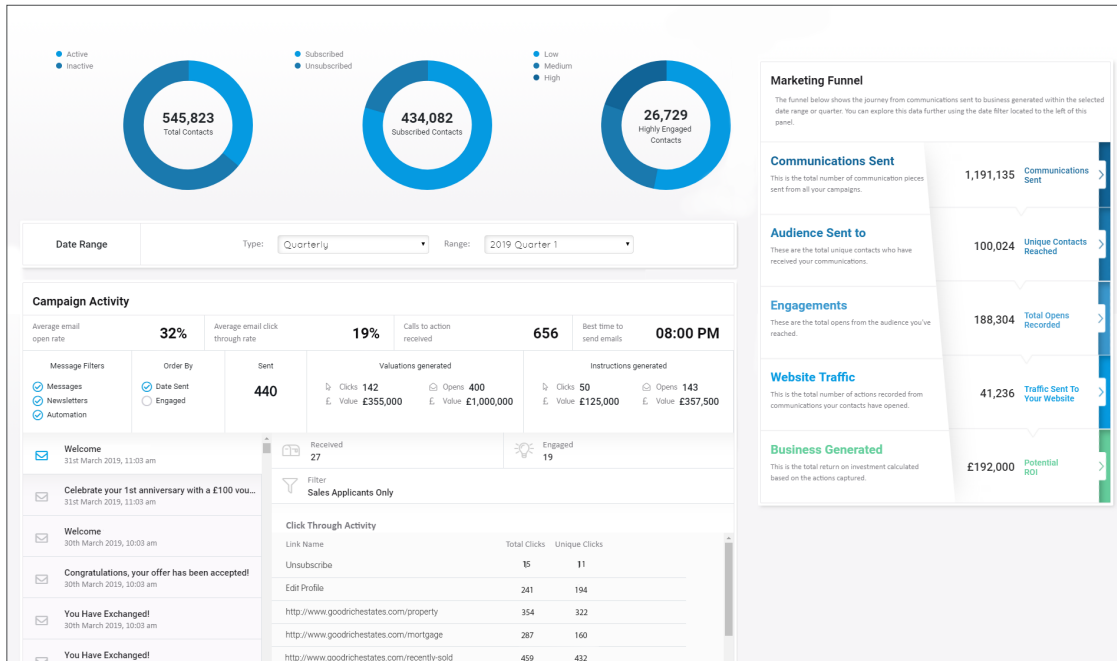 Active
Inactive
545,823
Total Contacts
Subscribed
Unsubscribed
434,082
Subscribed Contacts
Low
Medium
High
26,729
Highly Engaged
Contacts
Date Range
Type:
Quarterly
Range:
2019 Quarter 1
Campaign Activity
Average email
open rate
32%
Average email click
through rate
19%
Calls to action
received
656
Best time to
send emails
08:00 PM
Message Filters
Messages
Newsletters
Automation
Order By
Date Sent
Engaged
Sent
440
Valuations generated
Clicks 142
Opens 400
£ Value £355,000
£ Value £1,000,000
Instructions generated
Clicks 50
Opens 143
£ Value £125,000
£ Value £357,500
Welcome
31st March 2019, 11:03 am
Celebrate your 1st anniversary with a £100 vou...
31st March 2019, 11:03 am
Welcome
30th March 2019, 10:03 am
Congratulations, your offer has been accepted!
30th March 2019, 10:03 am
You Have Exchanged!
30th March 2019, 10:03 am
You Have Exchanged!
Received
27
Engaged
19
Filter
Sales Applicants Only
Click Through Activity
Link Name Total Clicks Unique Clicks
Unsubscribe 15 11
Edit Profile 241 194
http://www.goodrichestates.com/property 354 322
http://www.goodrichestates.com/mortgage 287 160
http://www.goodrichestates.com/recently-sold 459 432
Marketing Funnel
The funnel below shows the journey from communications sent to business generated within the selected
date range or quarter. You can explore this data further using the date filter located to the left of this
panel.
Communications Sent
This is the total number of communication pieces
sent from all your campaigns.
1,191,135
Communications
Sent
Audience Sent to
These are the total unique contacts who have
received your communications.
100,024
Unique Contacts
Reached
Engagements
These are the total opens from the audience you've
reached.
188,304
Total Opens
Recorded
Website Traffic
This is the total number of actions recorded from
communications your contacts have opened.
41,236
Traffic Sent To
Your Website
Business Generated
This is the total return on investment calculated
based on the actions captured.
£192,000
Potential
ROI